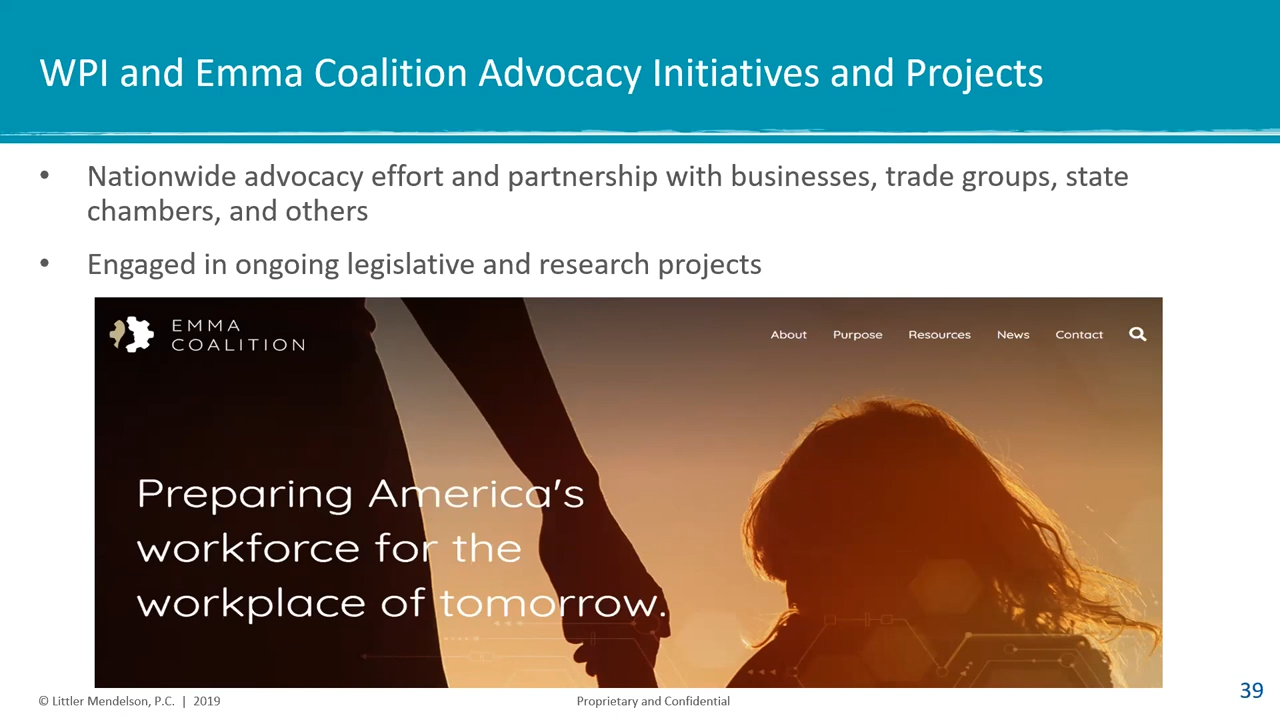 WPI and Emma Coalition Advocacy Initiatives and Projects
• Nationwide advocacy effort and partnership with businesses, trade groups, state
chambers, and others
• Engaged in ongoing legislative and research projects
EMMA
COALITION
About Purpose Resources News Contact
Preparing America's
workforce for the
workplace of tomorrow.
© Littler Mendelson, P.C. | 2019 Proprietary and Confidential 39